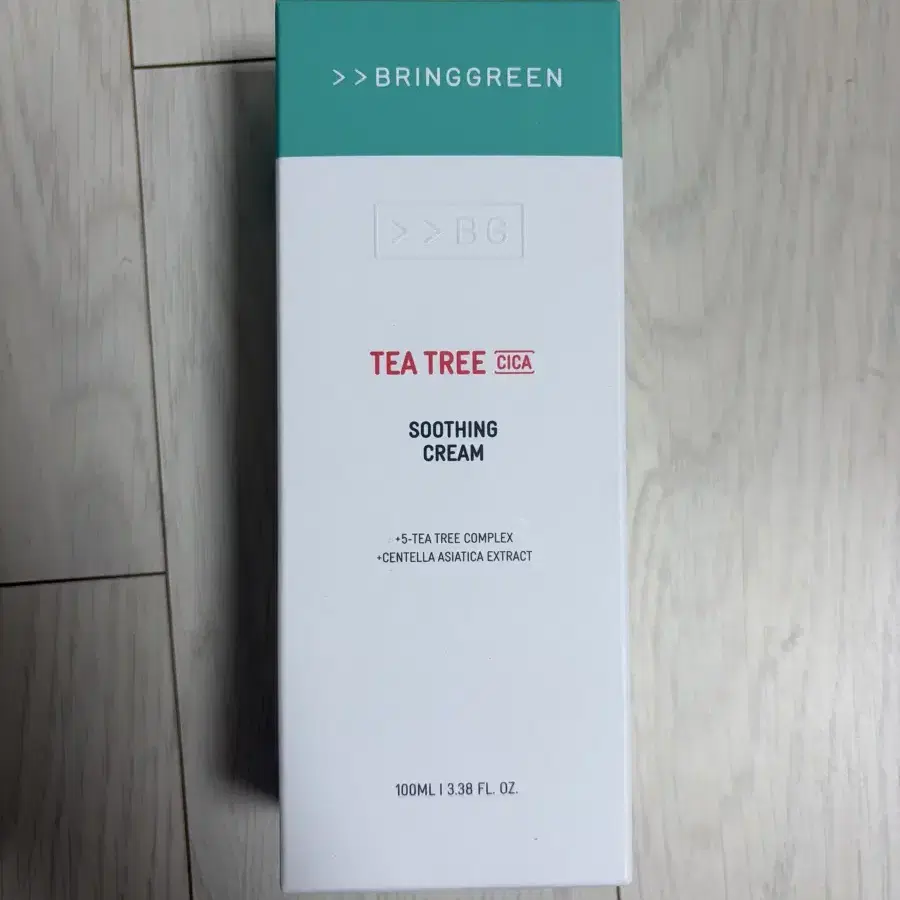 >>BRINGGREEN
>>BG
TEA TREE CICA
SOOTHING
CREAM
+5-TEA TREE COMPLEX
+CENTELLA ASIATICA EXTRACT
100ML | 3.38 FL. OZ.